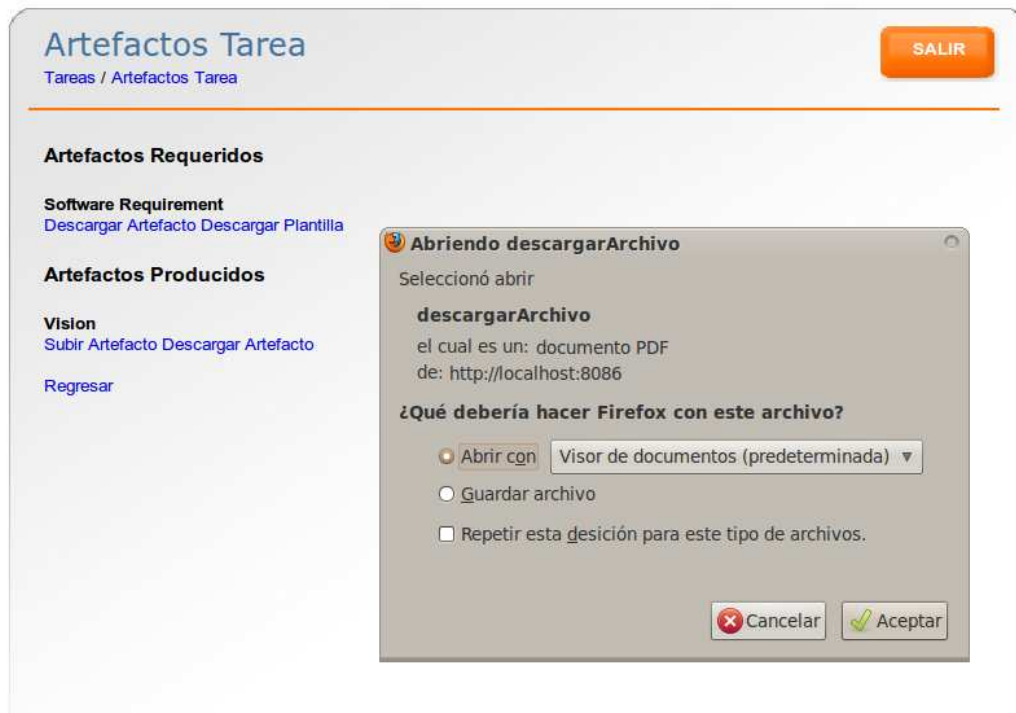 Artefactos Tarea
SALIR
Tareas / Artefactos Tarea
Artefactos Requeridos
Software Requirement
Descargar Artefacto Descargar Plantilla
Artefactos Producidos
Vision
Subir Artefacto Descargar Artefacto
Regresar
Abriendo descargarArchivo
Seleccionó abrir
descargarArchivo
el cual es un: documento PDF
de: http://localhost:8086
¿Qué debería hacer Firefox con este archivo?
Abrir con Visor de documentos (predeterminada)
Guardar archivo
Repetir esta desición para este tipo de archivos.
Cancelar Aceptar